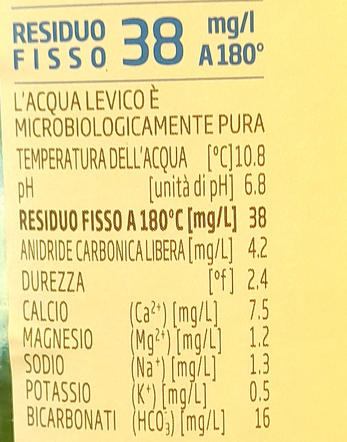 RESIDUO FISSO 38 mg/l A 180°
L'ACQUA LEVICO È
MICROBIOLOGICAMENTE PURA
TEMPERATURA DELL'ACQUA [°C] 10.8
pH [unità di pH] 6.8
RESIDUO FISSO A 180°C [mg/L] 38
ANIDRIDE CARBONICA LIBERA [mg/L] 4.2
DUREZZA [°f] 2.4
CALCIO (Ca²⁺) [mg/L] 7.5
MAGNESIO (Mg²⁺) [mg/L] 1.2
SODIO (Na⁺) [mg/L] 1.3
POTASSIO (K⁺) [mg/L] 0.5
BICARBONATI (HCO₃⁻) [mg/L] 16